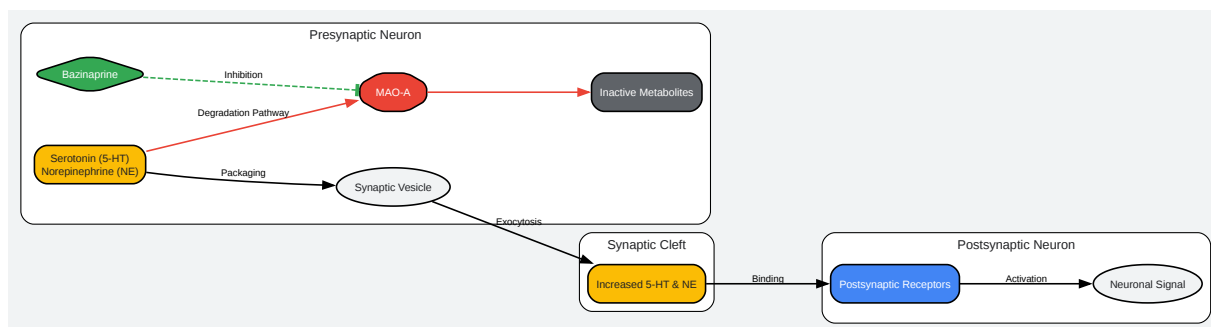 Presynaptic Neuron
Bazinaprine
Inhibition
MAO-A
Inactive Metabolites
Degradation Pathway
Serotonin (5-HT)
Norepinephrine (NE)
Packaging
Synaptic Vesicle
Exocytosis
Synaptic Cleft
Increased 5-HT & NE
Binding
Postsynaptic Neuron
Postsynaptic Receptors
Activation
Neuronal Signal